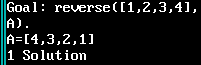 Goal: reverse([1,2,3,4],
A).
A=[4,3,2,1]
1 Solution